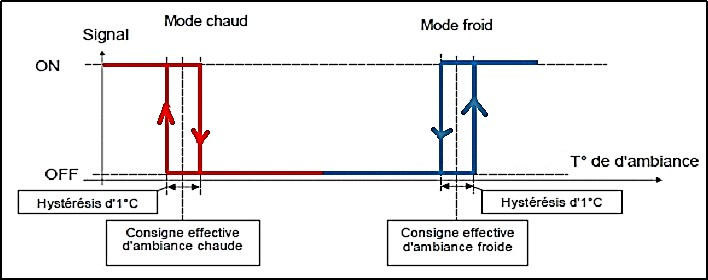 Mode chaud
Mode froid
Signal
ON
T° de d'ambiance
OFF
Hystérésis d'1°C
Hystérésis d'1°C
Consigne effective
d'ambiance chaude
Consigne effective
d'ambiance froide